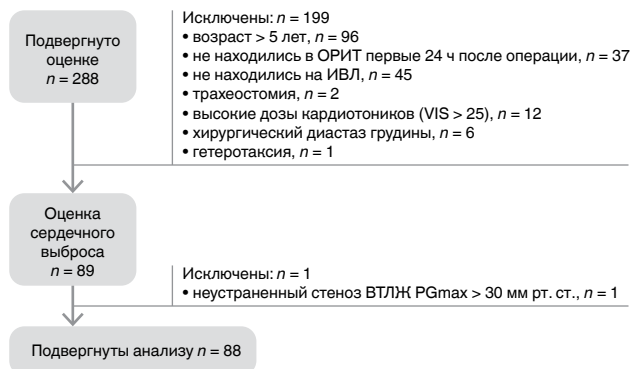 Подвергнуто
оценке
n = 288
Исключены: n = 199
• возраст > 5 лет, n = 96
• не находились в ОРИТ первые 24 ч после операции, n = 37
• не находились на ИВЛ, n = 45
• трахеостомия, n = 2
• высокие дозы кардиотоников (VIS > 25), n = 12
• хирургический диастаз грудины, n = 6
• гетеротаксия, n = 1
Оценка
сердечного
выброса
n = 89
Исключены: n = 1
• неустраненный стеноз ВТЛЖ PGmax > 30 мм рт. ст., n = 1
Подвергнуты анализу n = 88